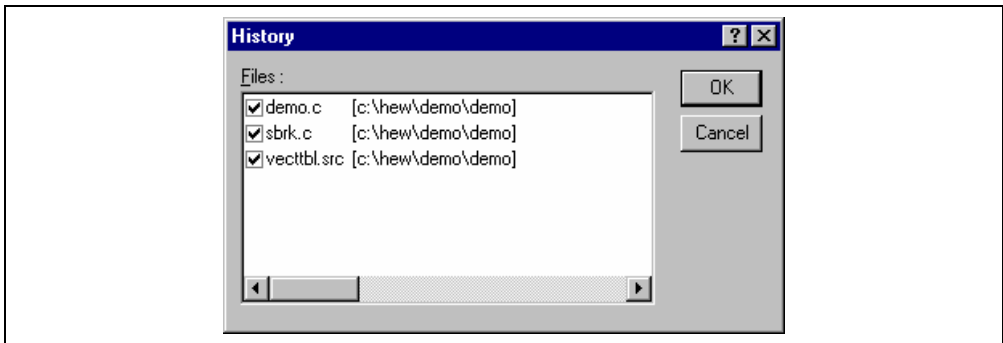 History
Files :
demo.c [c:\hew\demo\demo]
sbrk.c [c:\hew\demo\demo]
vecttbl.src [c:\hew\demo\demo]
OK
Cancel